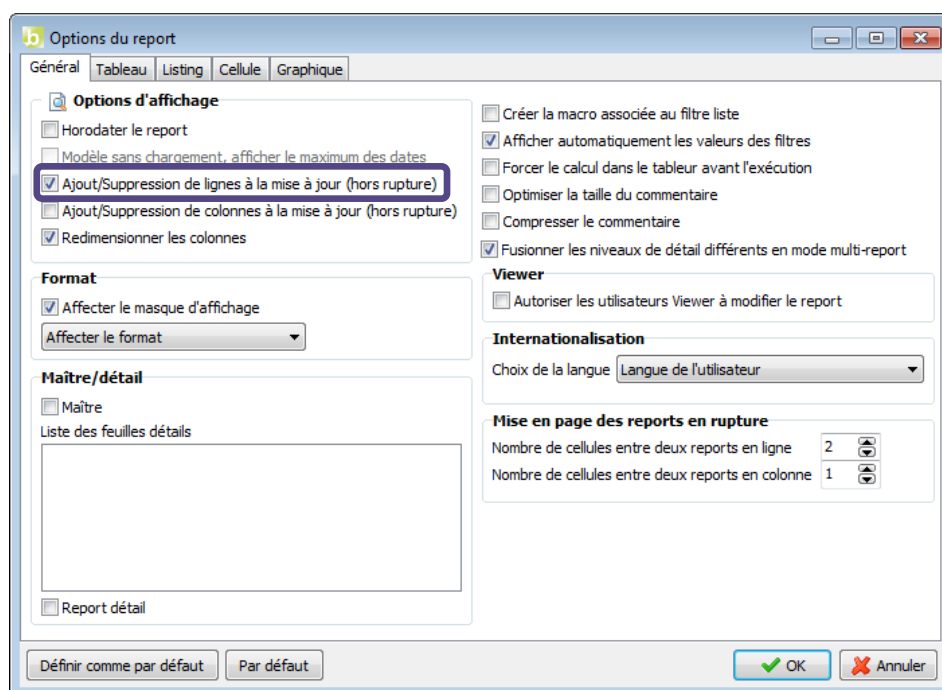 Options du report
Général Tableau Listing Cellule Graphique
Options d'affichage
Horodater le report
Modèle sans chargement, afficher le maximum des dates
Ajout/Suppression de lignes à la mise à jour (hors rupture)
Ajout/Suppression de colonnes à la mise à jour (hors rupture)
Redimensionner les colonnes
Format
Affecter le masque d'affichage
Affecter le format
Maître/détail
Maître
Liste des feuilles détails
Report détail
Créer la macro associée au filtre liste
Afficher automatiquement les valeurs des filtres
Forcer le calcul dans le tableur avant l'exécution
Optimiser la taille du commentaire
Compresser le commentaire
Fusionner les niveaux de détail différents en mode multi-report
Viewer
Autoriser les utilisateurs Viewer à modifier le report
Internationalisation
Choix de la langue Langue de l'utilisateur
Mise en page des reports en rupture
Nombre de cellules entre deux reports en ligne 2
Nombre de cellules entre deux reports en colonne 1
Définir comme par défaut Par défaut OK Annuler